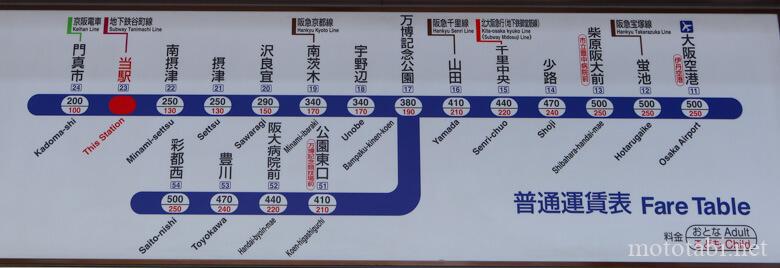 京阪電車
Keihan Line
地下鉄谷町線
Subway Tanimachi Line
阪急京都線
Hankyu Kyoto Line
阪急千里線
Hankyu Senri Line
北大阪急行(地下鉄御堂筋線)
Kita-osaka kyuko Line
(Subway Midosuji Line)
阪急宝塚線
Hankyu Takarazuka Line
門真市
24
当駅
23
南摂津
22
摂津
21
沢良宜
20
南茨木
19
宇野辺
18
万博記念公園
17
山田
16
千里中央
15
少路
14
柴原阪大前
市立豊中病院前
13
蛍池
12
大阪空港
伊丹空港
11
200
100
250
130
250
130
290
150
340
170
340
170
380
190
410
210
440
220
470
240
500
250
500
250
500
250
Kadoma-shi
This Station
Minami-settsu
Settsu
Sawaragi
Minami-ibaraki
Unobe
Bampaku-kinen-koen
Yamada
Senri-chuo
Shoji
Shibahara-handai-mae
Hotarugaike
Osaka Airport
彩都西
54
豊川
53
阪大病院前
52
公園東口
万博記念競技場前
51
500
250
470
240
440
220
410
210
Saito-nishi
Toyokawa
Handai-byoin-mae
Koen-higashiguchi
普通運賃表 Fare Table
料金
おとな Adult
こども Child
mototabi.net